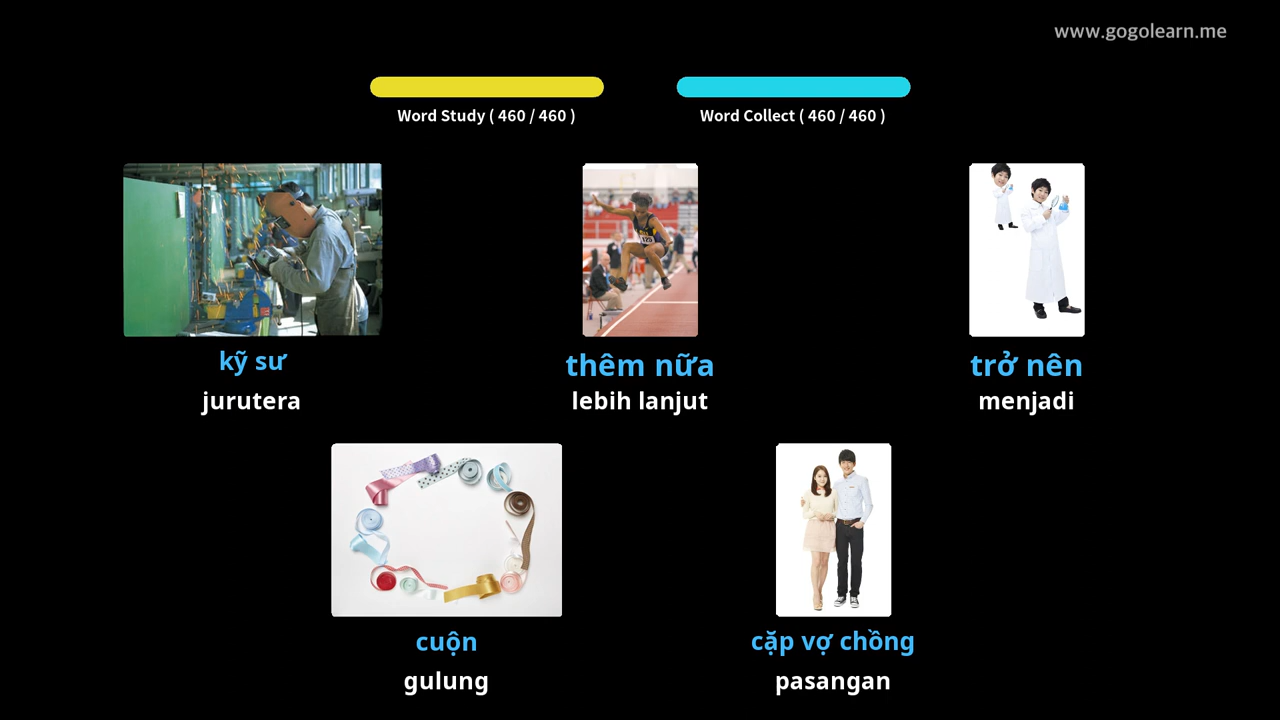 www.gogolearn.me
Word Study ( 460 / 460 )
Word Collect ( 460 / 460 )
kỹ sư
jurutera
thêm nữa
lebih lanjut
trở nên
menjadi
cuộn
gulung
cặp vợ chồng
pasangan